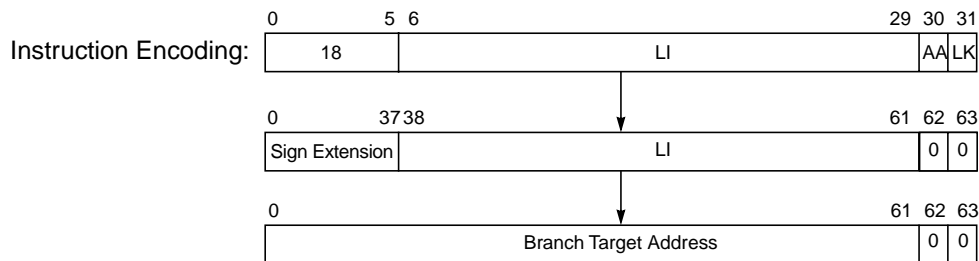 0 5 6 29 30 31
Instruction Encoding: 18 LI AA LK
0 37 38 61 62 63
Sign Extension LI 0 0
0 61 62 63
Branch Target Address 0 0